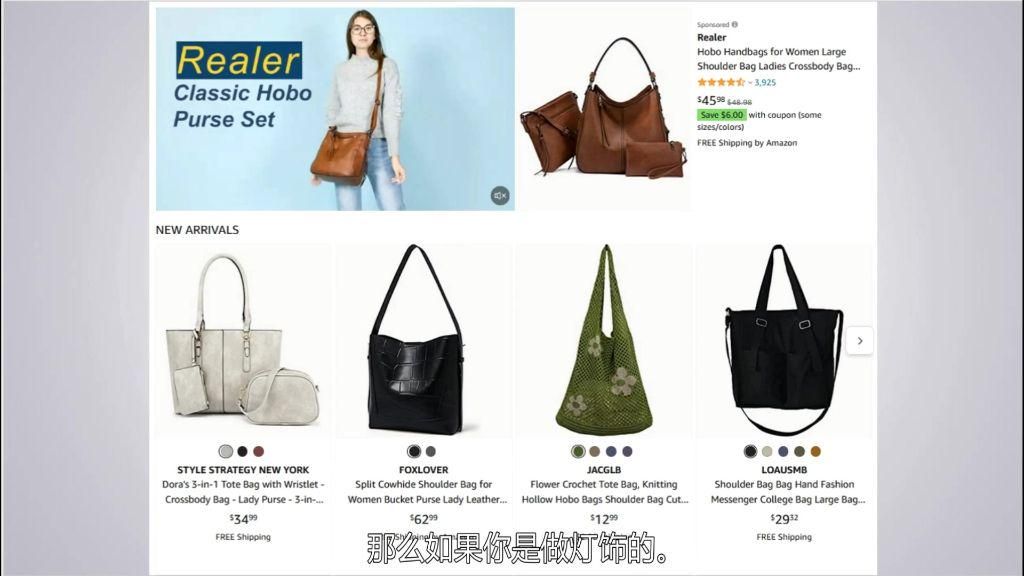 Realer
Classic Hobo
Purse Set
Sponsored
Realer
Hobo Handbags for Women Large
Shoulder Bag Ladies Crossbody Bag...
3,925
$45.98 $48.98
Save $6.00 with coupon (some
sizes/colors)
FREE Shipping by Amazon
NEW ARRIVALS
STYLE STRATEGY NEW YORK
Dora's 3-in-1 Tote Bag with Wristlet -
Crossbody Bag - Lady Purse - 3-in-...
$34.99
FREE Shipping
FOXLOVER
Split Cowhide Shoulder Bag for
Women Bucket Purse Lady Leather...
$62.99
JACGLB
Flower Crochet Tote Bag, Knitting
Hollow Hobo Bags Shoulder Bag Cut...
$12.99
LOAUSMB
Shoulder Bag Bag Hand Fashion
Messenger College Bag Large Bag...
$29.32
FREE Shipping
那么如果你是做灯饰的。